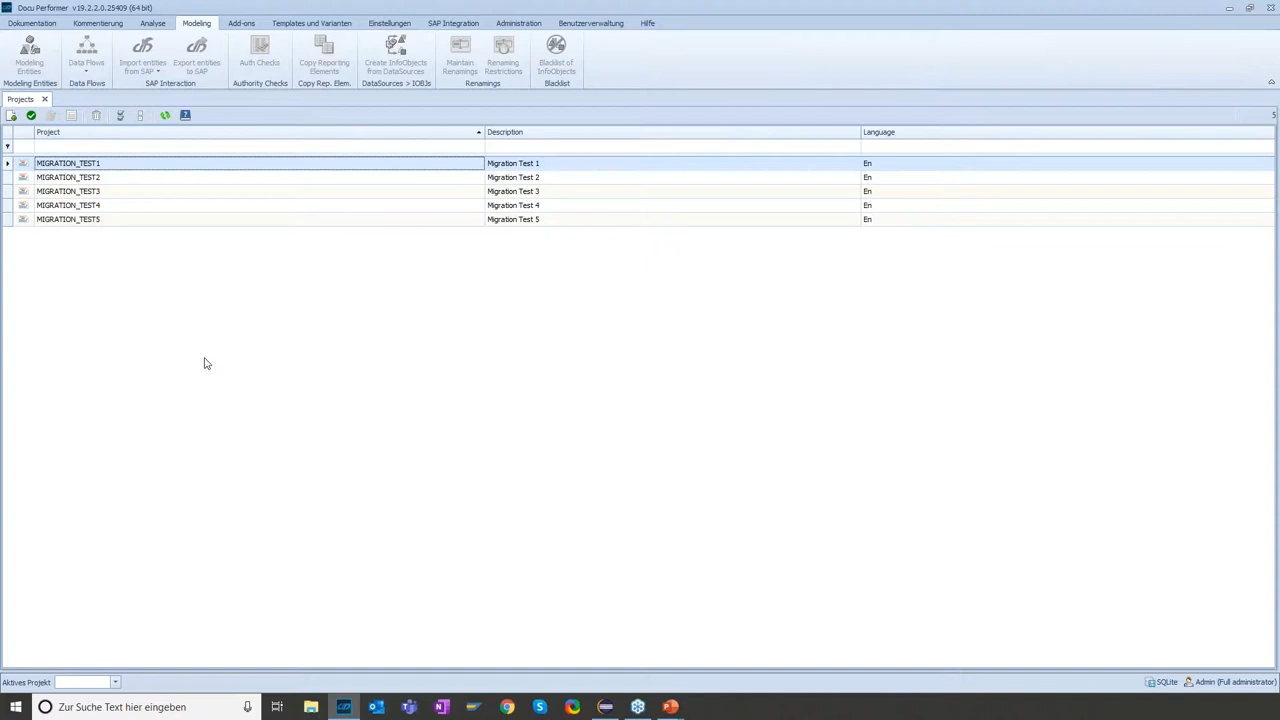 Docu Performer v19.2.2.0.25409 (64 bit)
Dokumentation Kommentierung Analyse Modeling Add-ons Templates und Varianten Einstellungen SAP Integration Administration Benutzerverwaltung Hilfe
Modeling Entities
Data Flows
Import entities from SAP
Export entities to SAP
Auth Checks
Copy Reporting Elements
Create InfoObjects from DataSources
Maintain Renamings
Renaming Restrictions
Blacklist of InfoObjects
Modeling Entities Data Flows SAP Interaction Authority Checks Copy Rep. Elem. DataSources > IOBJs Renamings Blacklist
Projects
5
Project Description Language
MIGRATION_TEST1 Migration Test 1 En
MIGRATION_TEST2 Migration Test 2 En
MIGRATION_TEST3 Migration Test 3 En
MIGRATION_TEST4 Migration Test 4 En
MIGRATION_TEST5 Migration Test 5 En
Aktives Projekt SQLite Admin (Full administrator)
Zur Suche Text hier eingeben